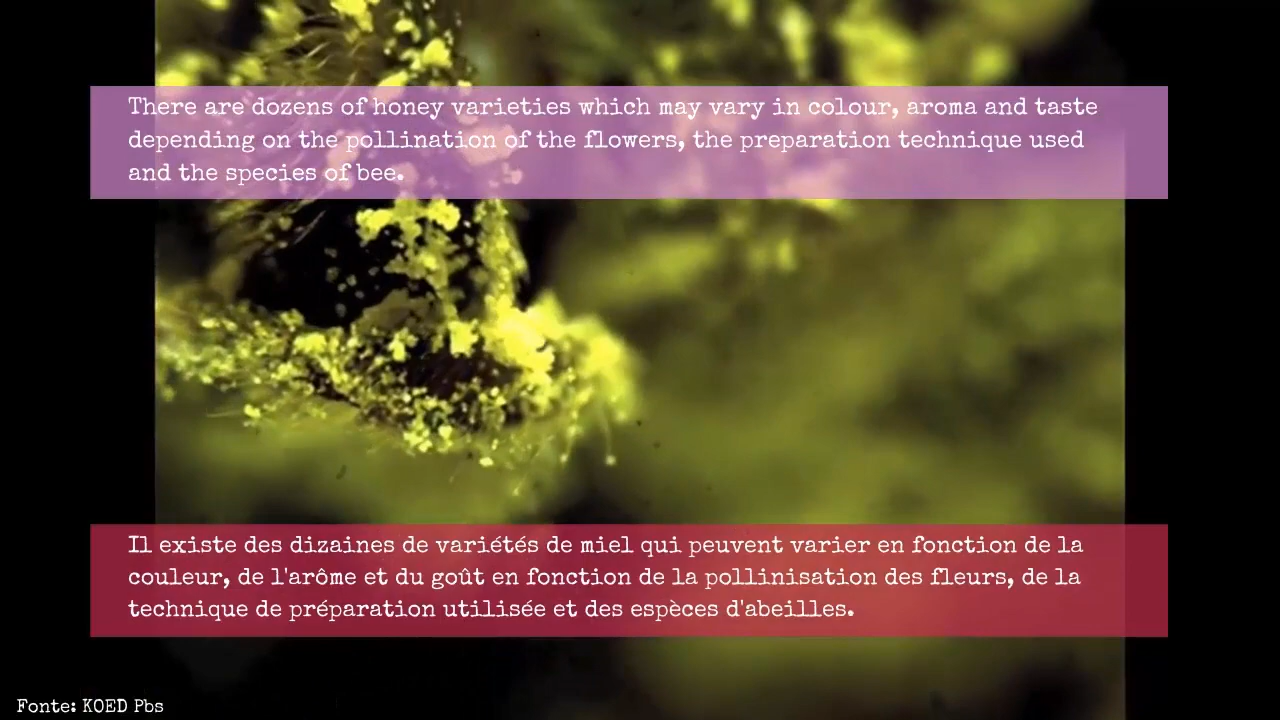 There are dozens of honey varieties which may vary in colour, aroma and taste
depending on the pollination of the flowers, the preparation technique used
and the species of bee.
Il existe des dizaines de variétés de miel qui peuvent varier en fonction de la
couleur, de l'arôme et du goût en fonction de la pollinisation des fleurs, de la
technique de préparation utilisée et des espèces d'abeilles.
Fonte: KOED Pbs